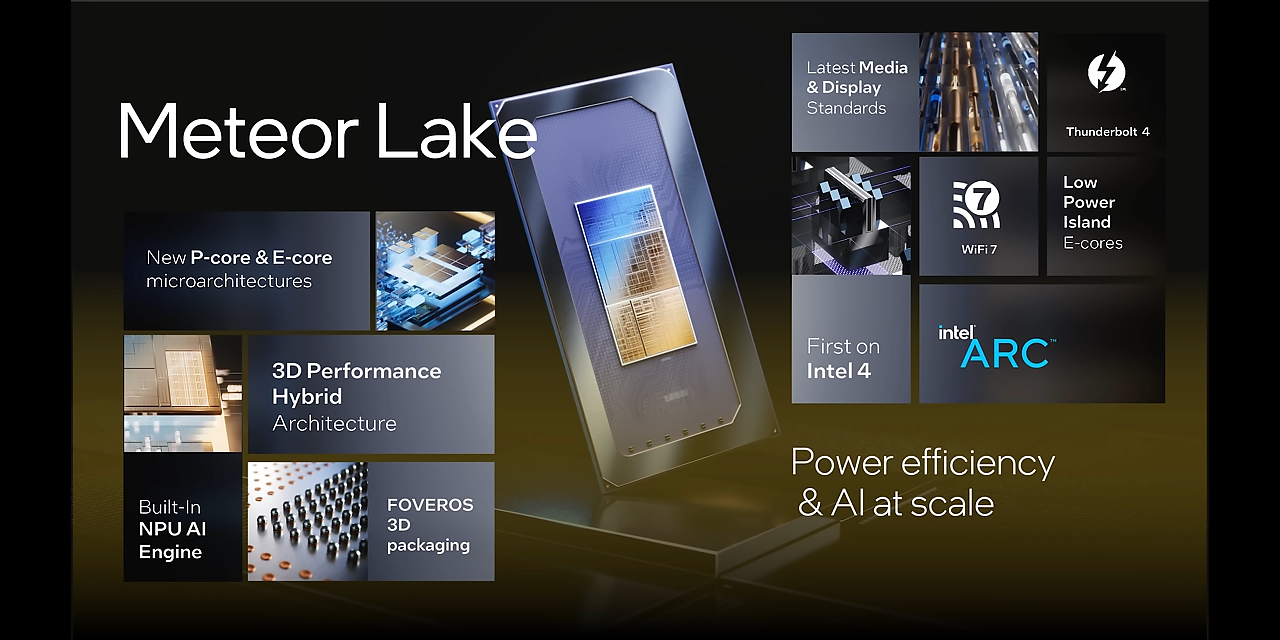 Meteor Lake
New P-core & E-core
microarchitectures
3D Performance
Hybrid
Architecture
Built-In
NPU AI
Engine
FOVEROS
3D
packaging
Latest Media
& Display
Standards
Thunderbolt 4
7
WiFi 7
Low
Power
Island
E-cores
First on
Intel 4
intel
ARC™
Power efficiency
& AI at scale